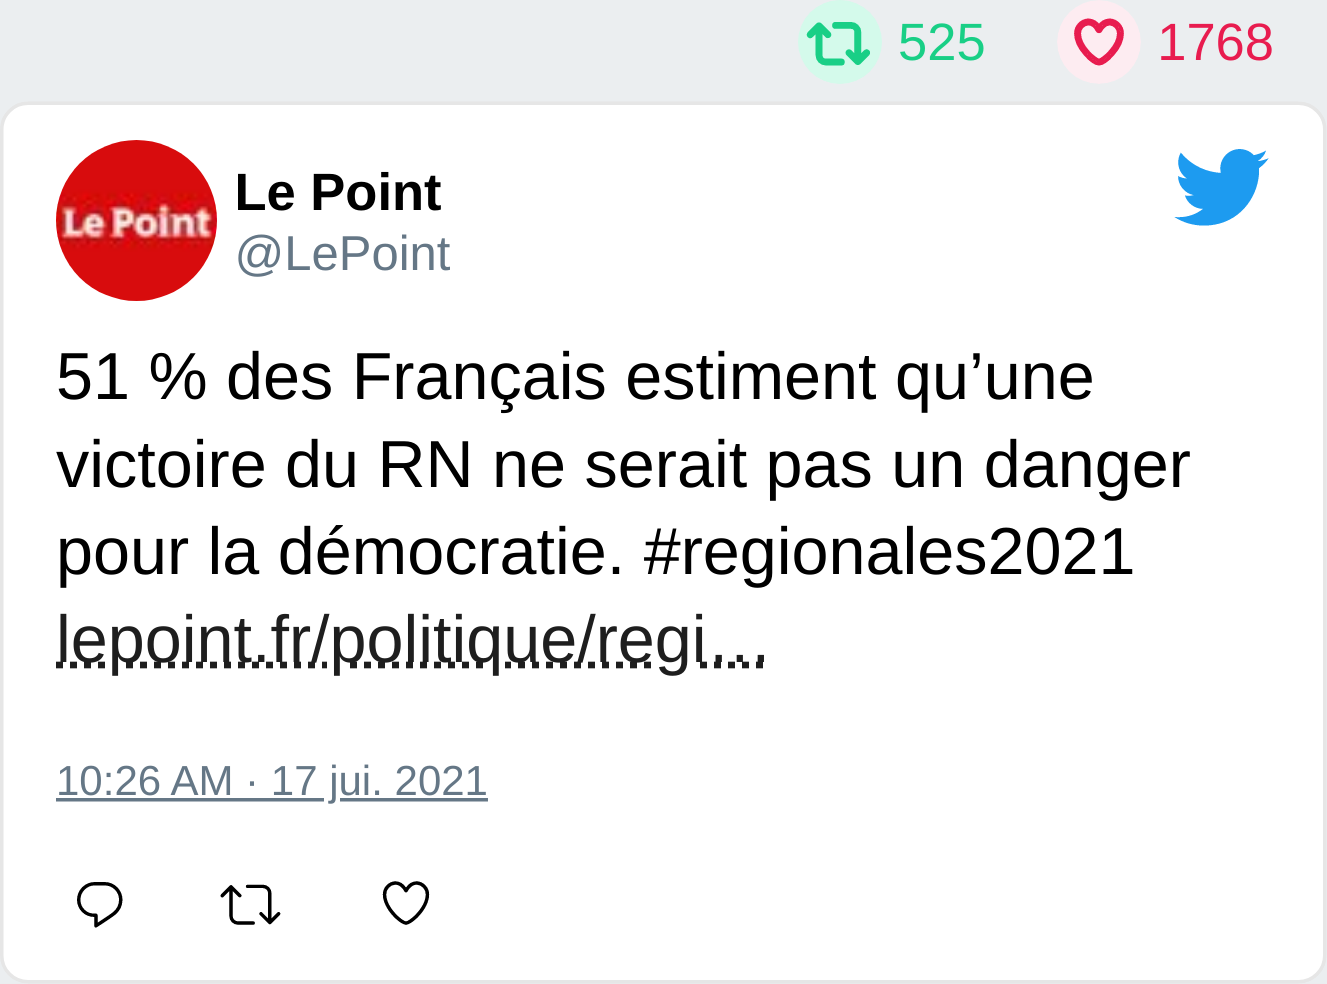 525 1768
Le Point
Le Point
@LePoint
51 % des Français estiment qu’une
victoire du RN ne serait pas un danger
pour la démocratie. #regionales2021
lepoint.fr/politique/regi…
10:26 AM · 17 jui. 2021